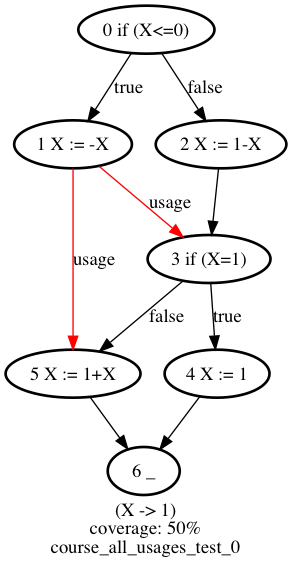 0 if (X<=0)
true
false
1 X := -X
2 X := 1-X
usage
usage
3 if (X=1)
false
true
5 X := 1+X
4 X := 1
6 _
(X -> 1)
coverage: 50%
course_all_usages_test_0